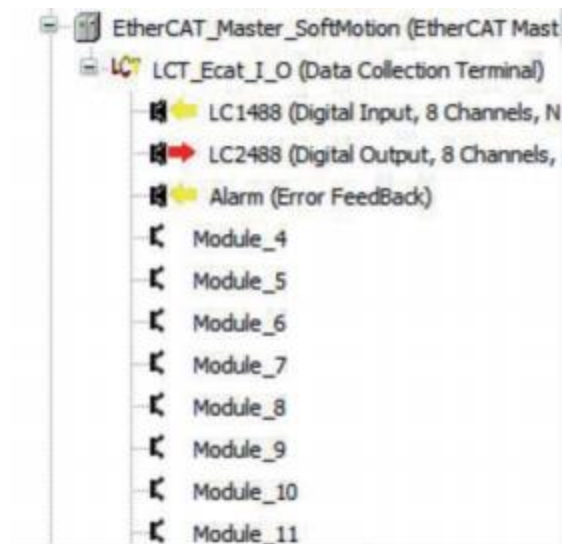 EtherCAT_Master_SoftMotion (EtherCAT Mast
LCT LCT_Ecat_I_O (Data Collection Terminal)
LC1488 (Digital Input, 8 Channels, N
LC2488 (Digital Output, 8 Channels,
Alarm (Error FeedBack)
Module_4
Module_5
Module_6
Module_7
Module_8
Module_9
Module_10
Module_11